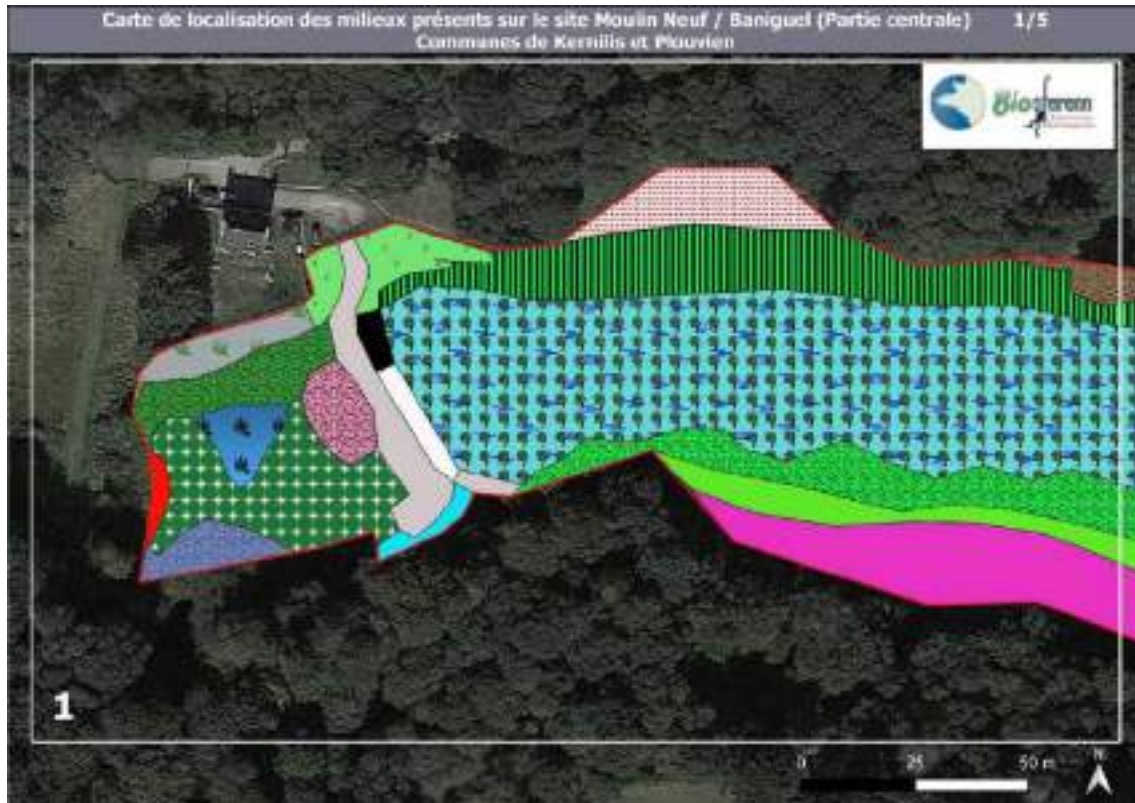 Carte de localisation des milieux présents sur le site Moulin Neuf / Baniguel (Partie centrale) 1/5
Communes de Kernilis et Plouvien
1
0 25 50 m
N